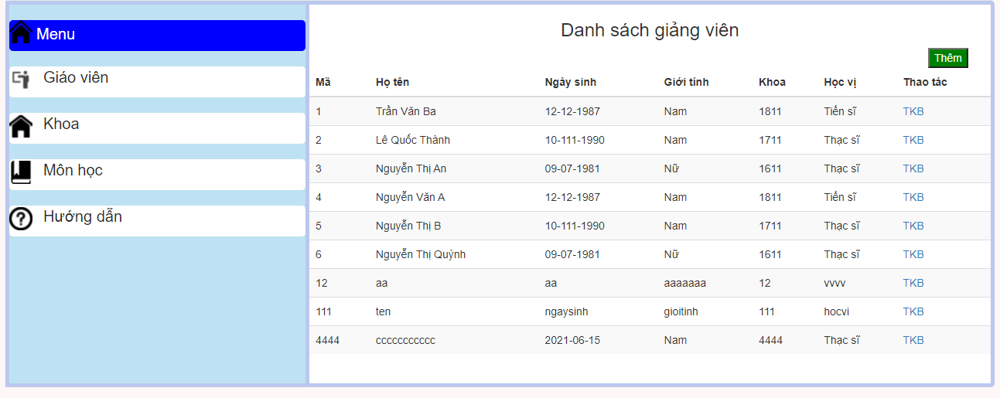 Menu
Giáo viên
Khoa
Môn học
Hướng dẫn
Danh sách giảng viên
Thêm
Mã Họ tên Ngày sinh Giới tính Khoa Học vị Thao tác
1 Trần Văn Ba 12-12-1987 Nam 1811 Tiến sĩ TKB
2 Lê Quốc Thành 10-111-1990 Nam 1711 Thạc sĩ TKB
3 Nguyễn Thị An 09-07-1981 Nữ 1611 Thạc sĩ TKB
4 Nguyễn Văn A 12-12-1987 Nam 1811 Tiến sĩ TKB
5 Nguyễn Thị B 10-111-1990 Nam 1711 Thạc sĩ TKB
6 Nguyễn Thị Quỳnh 09-07-1981 Nữ 1611 Thạc sĩ TKB
12 aa aa aaaaaaa 12 vvvv TKB
111 ten ngaysinh gioitinh 111 hocvi TKB
4444 ccccccccccc 2021-06-15 Nam 4444 Thạc sĩ TKB